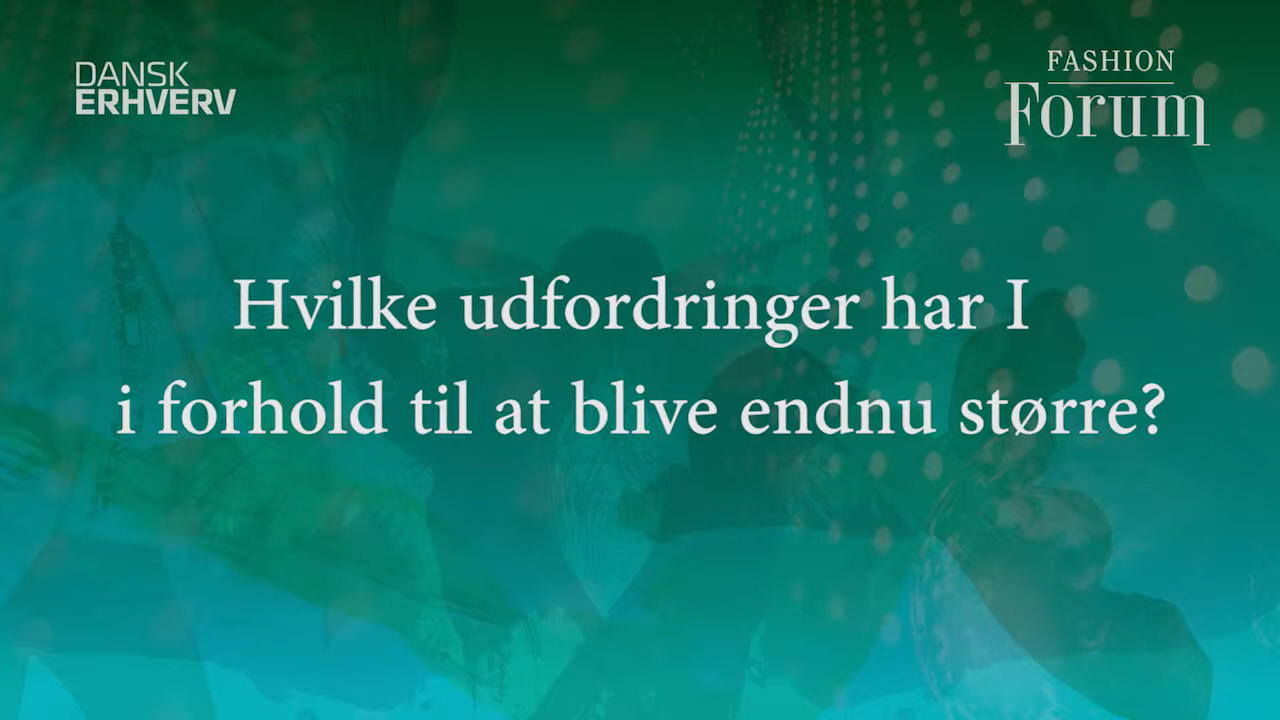 DANSK
ERHVERV
FASHION
Forum
Hvilke udfordringer har I
i forhold til at blive endnu større?